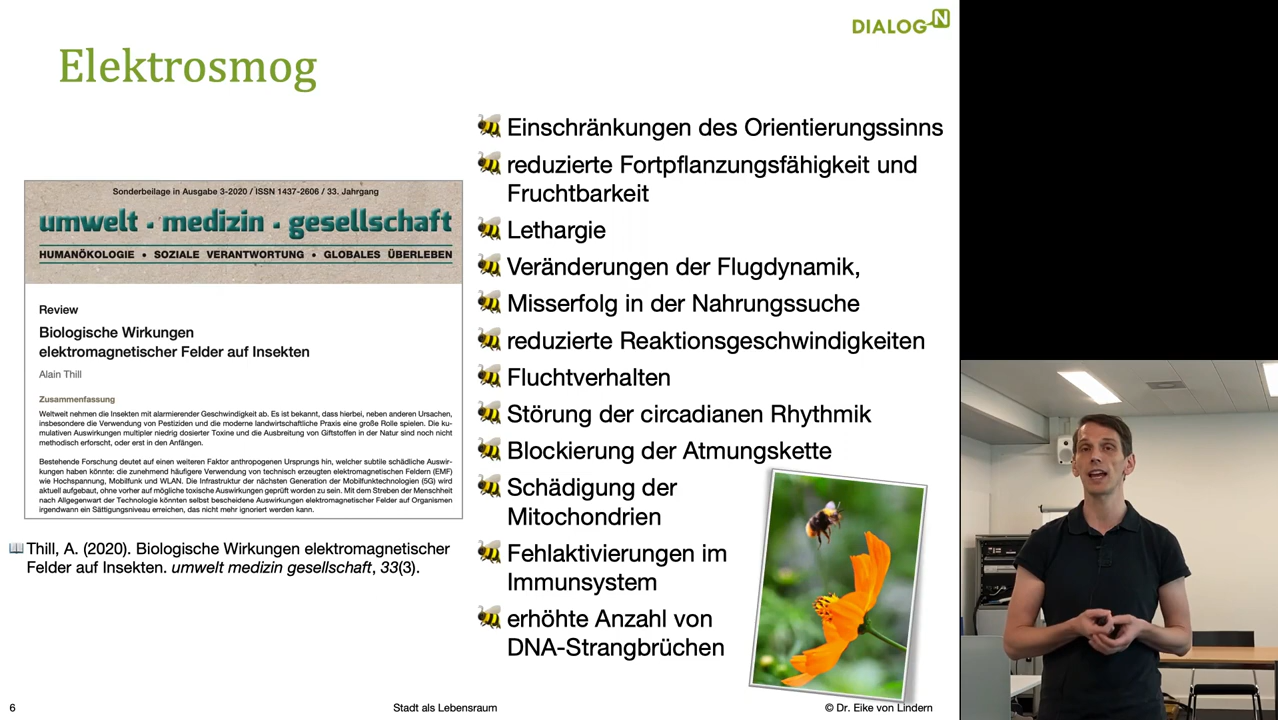 DIALOG N
Elektrosmog
Sonderbeilage in Ausgabe 3-2020 / ISSN 1437-2606 / 33. Jahrgang
umwelt · medizin · gesellschaft
HUMANÖKOLOGIE • SOZIALE VERANTWORTUNG • GLOBALES ÜBERLEBEN
Review
Biologische Wirkungen
elektromagnetischer Felder auf Insekten
Alain Thill
Zusammenfassung
Weltweit nehmen die Insekten mit alarmierender Geschwindigkeit ab. Es ist bekannt, dass hierbei, neben anderen Ursachen,
insbesondere die Verwendung von Pestiziden und die moderne landwirtschaftliche Praxis eine große Rolle spielen. Die ku-
mulativen Auswirkungen multipler niedrig dosierter Toxine und die Ausbreitung von Giftstoffen in der Natur sind noch nicht
methodisch erforscht, oder erst in den Anfängen.
Bestehende Forschung deutet auf einen weiteren Faktor anthropogenen Ursprungs hin, welcher subtile schädliche Auswir-
kungen haben könnte: die zunehmend häufigere Verwendung von technisch erzeugten elektromagnetischen Feldern (EMF)
wie Hochspannung, Mobilfunk und WLAN. Die Infrastruktur der nächsten Generation der Mobilfunktechnologien (5G) wird
aktuell aufgebaut, ohne vorher auf mögliche toxische Auswirkungen geprüft worden zu sein. Mit dem Streben der Menschheit
nach Allgegenwart der Technologie könnten selbst bescheidene Auswirkungen elektromagnetischer Felder auf Organismen
irgendwann ein Sättigungsniveau erreichen, das nicht mehr ignoriert werden kann.
Thill, A. (2020). Biologische Wirkungen elektromagnetischer
Felder auf Insekten. umwelt medizin gesellschaft, 33(3).
Einschränkungen des Orientierungssinns
reduzierte Fortpflanzungsfähigkeit und
Fruchtbarkeit
Lethargie
Veränderungen der Flugdynamik,
Misserfolg in der Nahrungssuche
reduzierte Reaktionsgeschwindigkeiten
Fluchtverhalten
Störung der circadianen Rhythmik
Blockierung der Atmungskette
Schädigung der
Mitochondrien
Fehlaktivierungen im
Immunsystem
erhöhte Anzahl von
DNA-Strangbrüchen
6
Stadt als Lebensraum
© Dr. Eike von Lindern